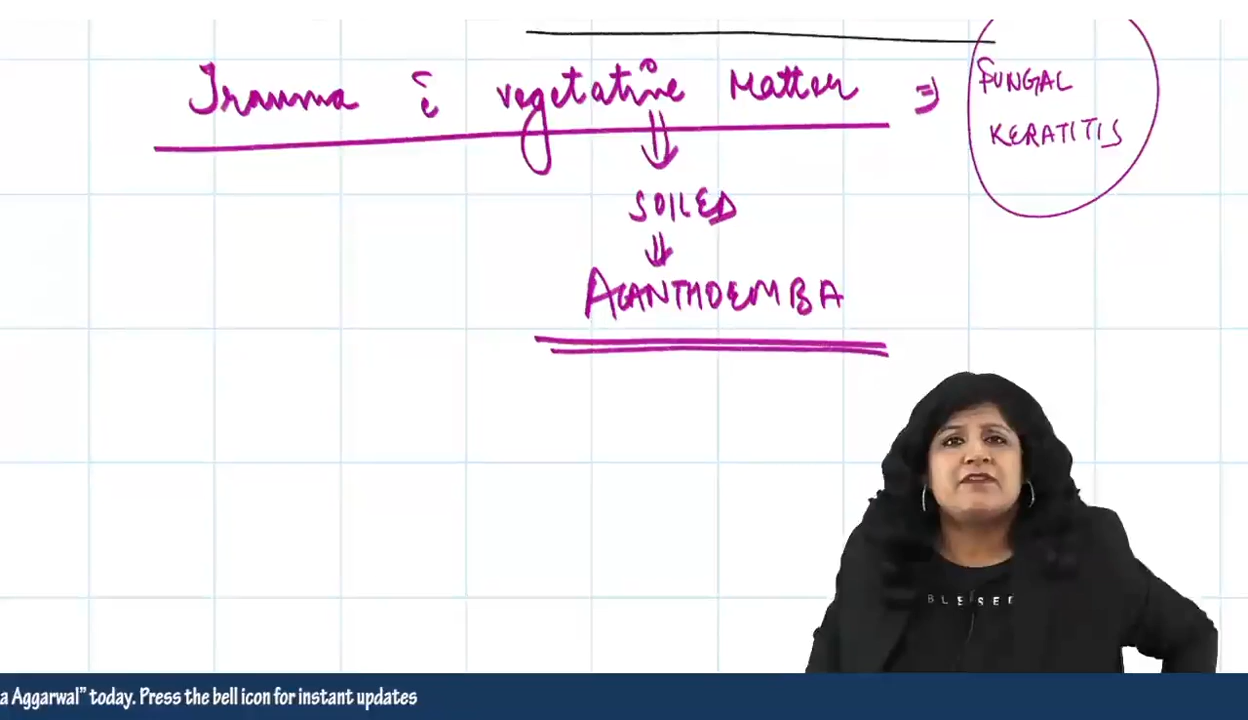 Trauma c̄ vegetative Matter ⇒ FUNGAL
KERATITIS
SOILED
ACANTHOEMBA
BLESSED
a Aggarwal" today. Press the bell icon for instant updates